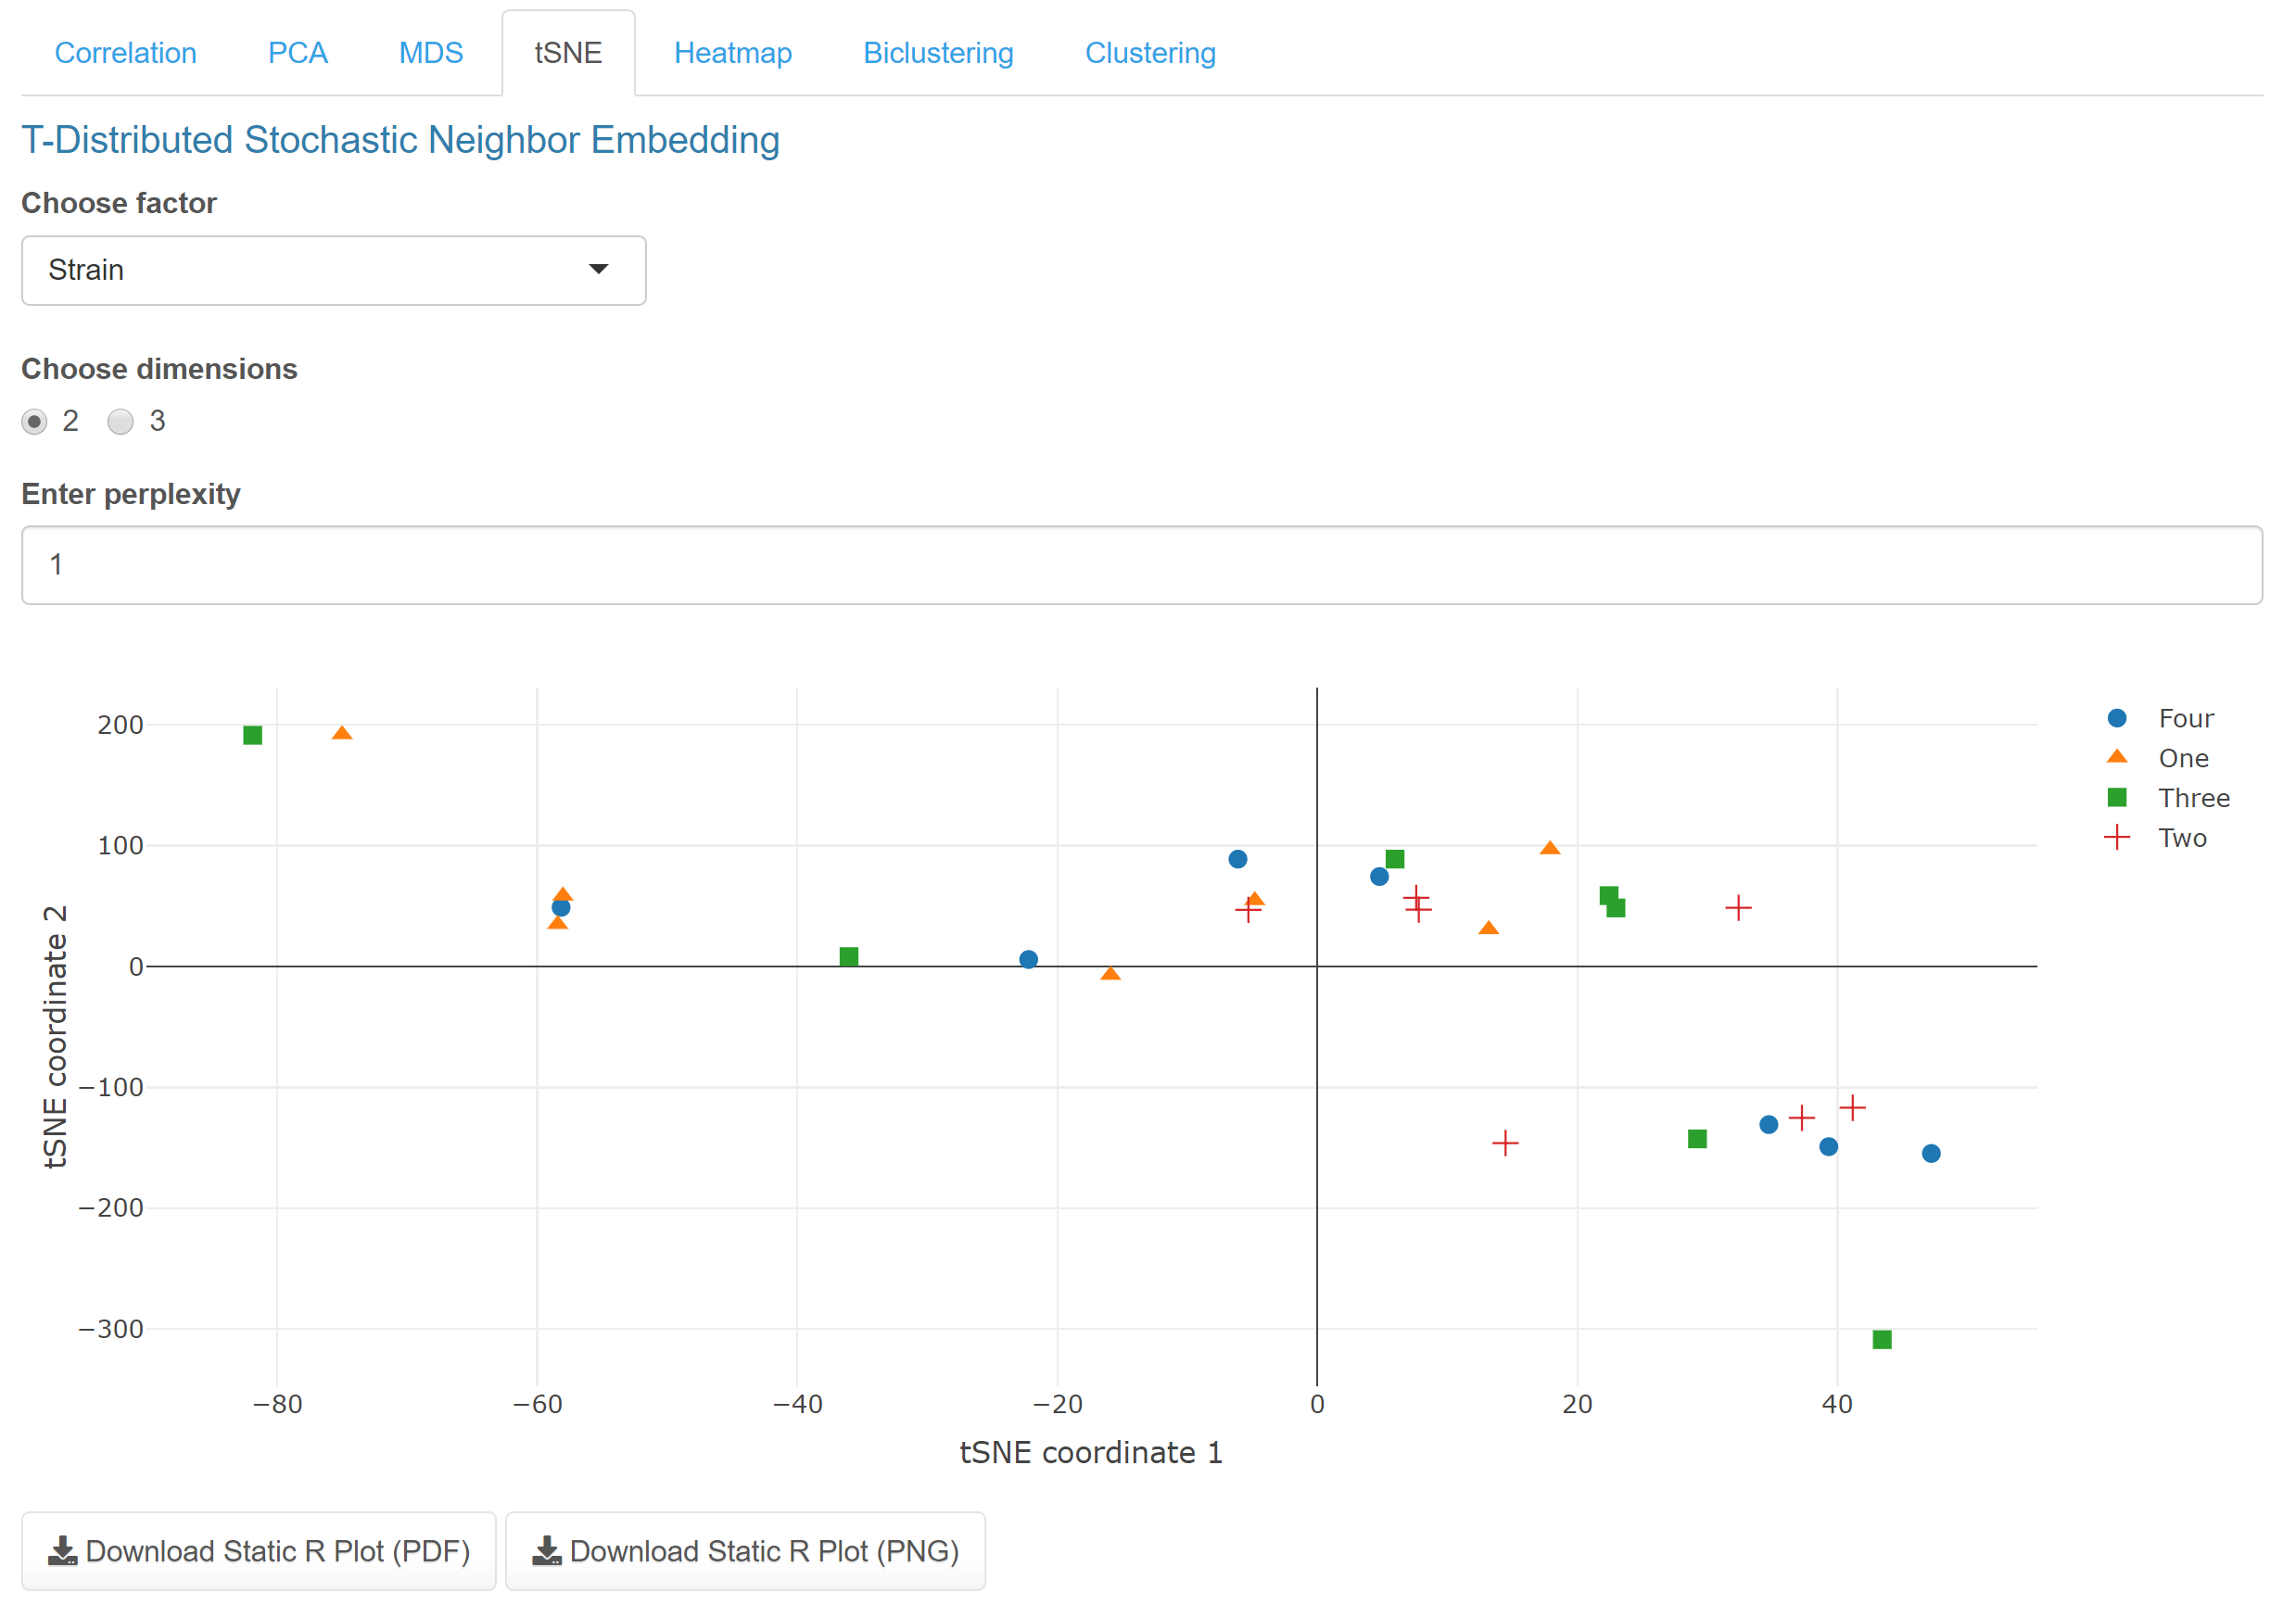 Correlation PCA MDS tSNE Heatmap Biclustering Clustering
T-Distributed Stochastic Neighbor Embedding
Choose factor
Strain
Choose dimensions
2 3
Enter perplexity
1
200
100
0
−100
−200
−300
tSNE coordinate 2
−80 −60 −40 −20 0 20 40
tSNE coordinate 1
Four
One
Three
Two
Download Static R Plot (PDF) Download Static R Plot (PNG)